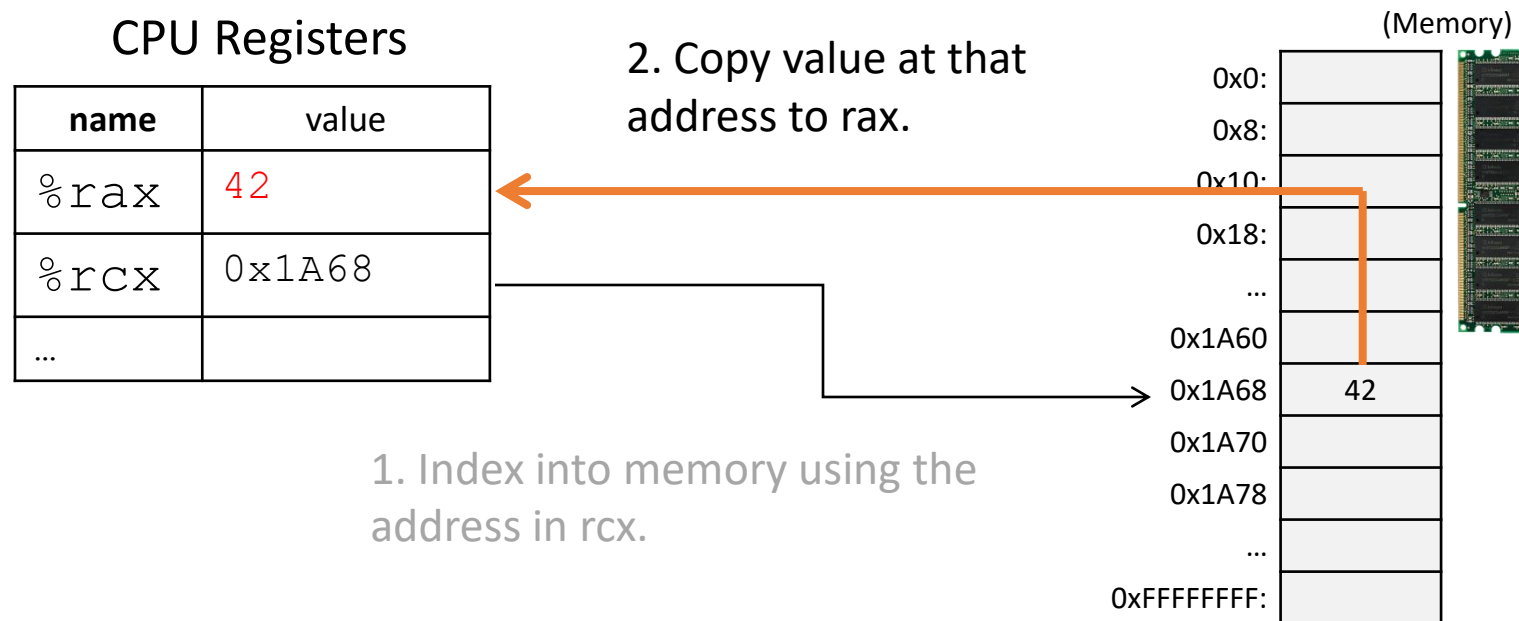 CPU Registers
name value
%rax 42
%rcx 0x1A68
…
2. Copy value at that
address to rax.
1. Index into memory using the
address in rcx.
(Memory)
0x0:
0x8:
0x10:
0x18:
…
0x1A60
0x1A68 42
0x1A70
0x1A78
…
0xFFFFFFFF: